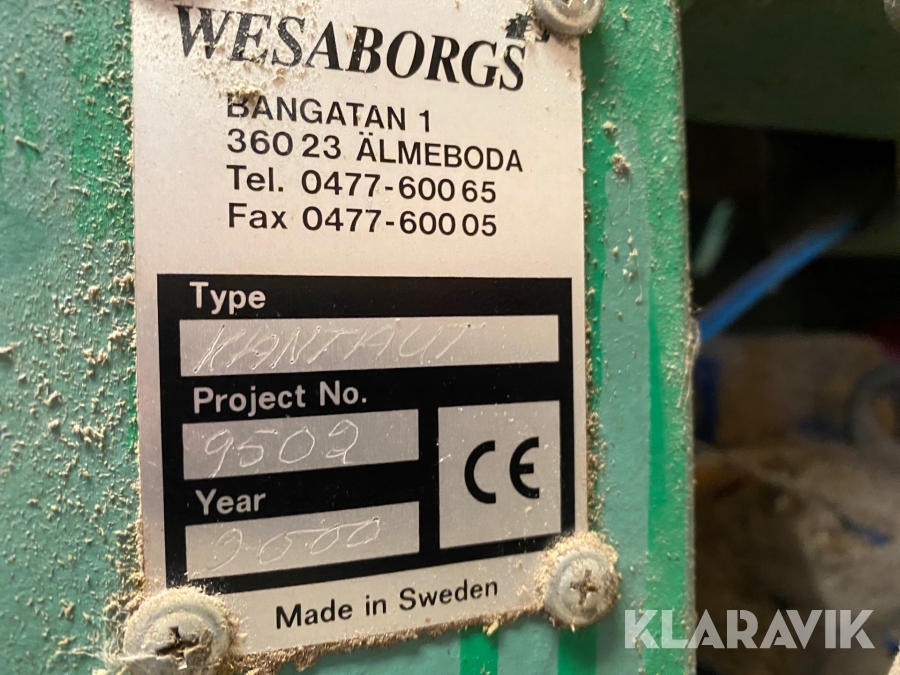 WESABORGS
BANGATAN 1
360 23 ÄLMEBODA
Tel. 0477-600 65
Fax 0477-600 05
Type
KANTAUT
Project No.
9502
CE
Year
2000
Made in Sweden
KLARAVIK